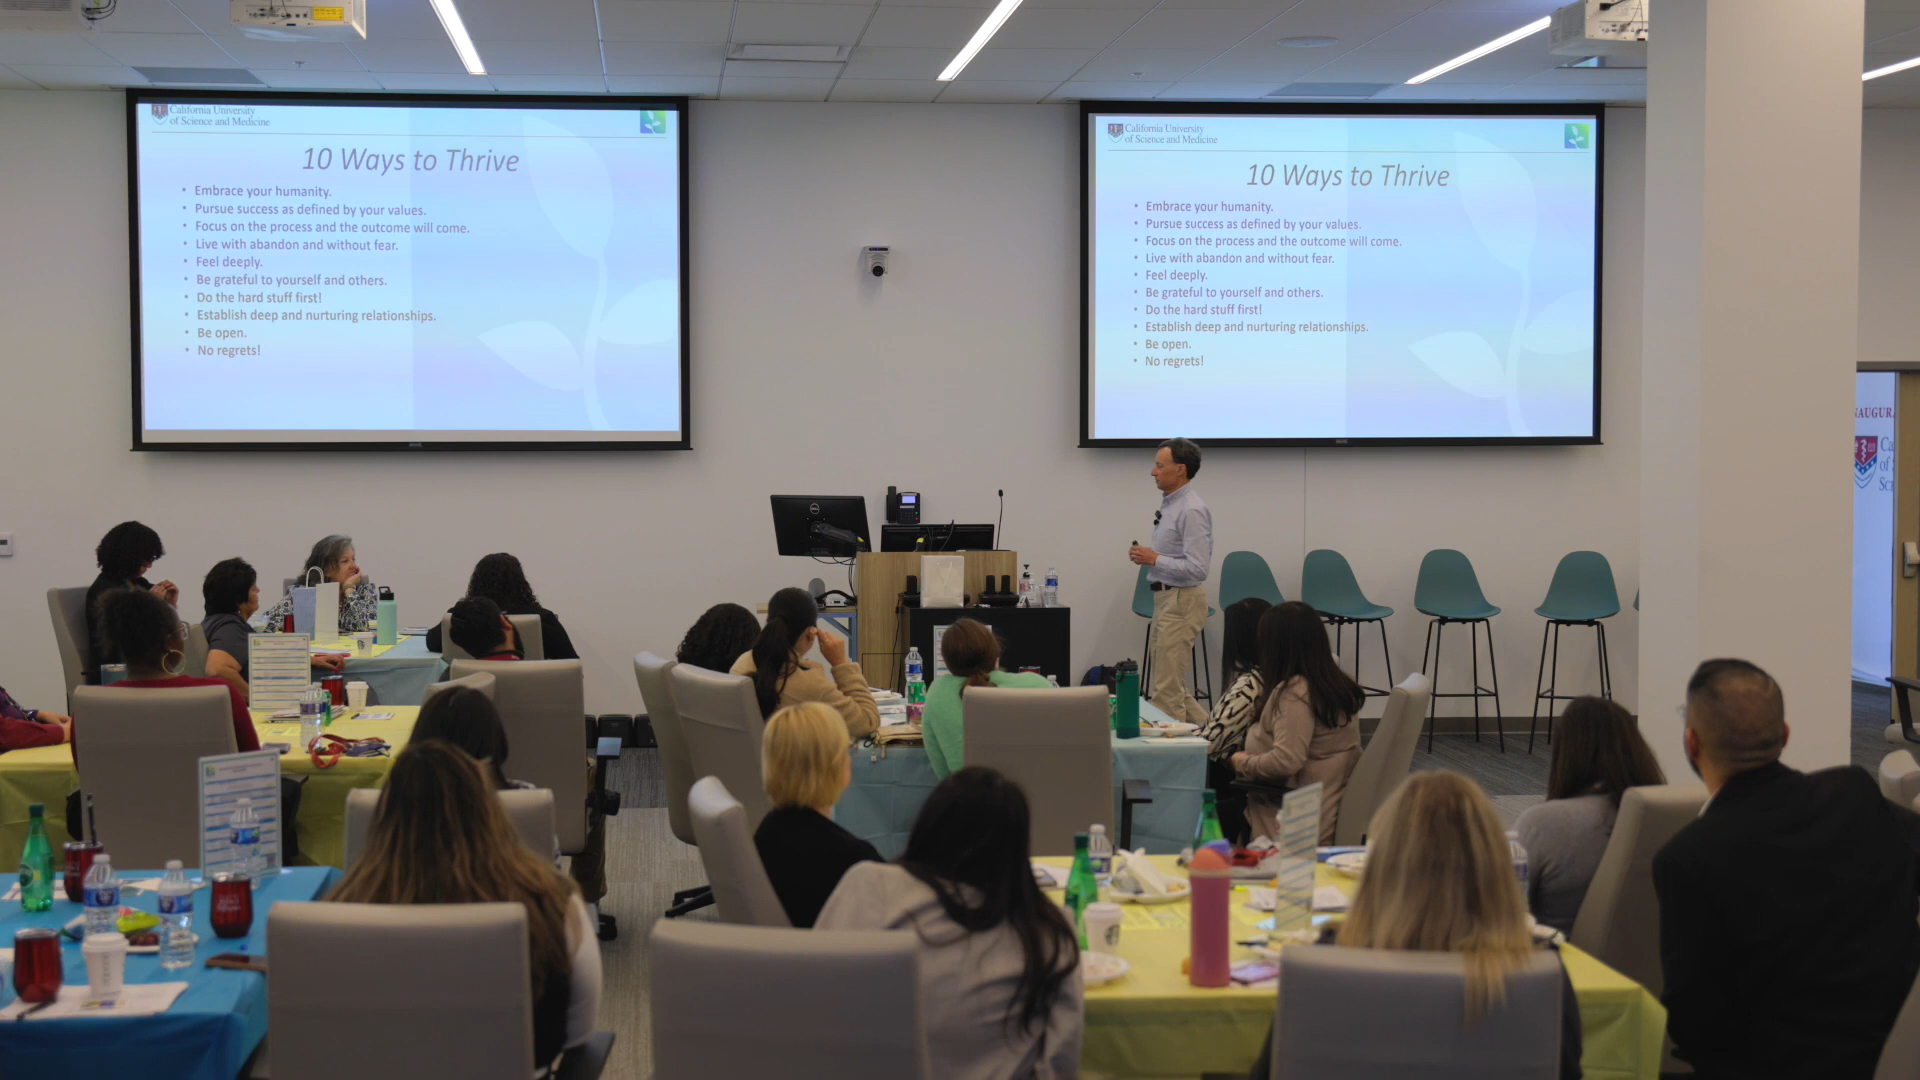 California University
of Science and Medicine
10 Ways to Thrive
• Embrace your humanity.
• Pursue success as defined by your values.
• Focus on the process and the outcome will come.
• Live with abandon and without fear.
• Feel deeply.
• Be grateful to yourself and others.
• Do the hard stuff first!
• Establish deep and nurturing relationships.
• Be open.
• No regrets!
California University
of Science and Medicine
10 Ways to Thrive
• Embrace your humanity.
• Pursue success as defined by your values.
• Focus on the process and the outcome will come.
• Live with abandon and without fear.
• Feel deeply.
• Be grateful to yourself and others.
• Do the hard stuff first!
• Establish deep and nurturing relationships.
• Be open.
• No regrets!
DELL